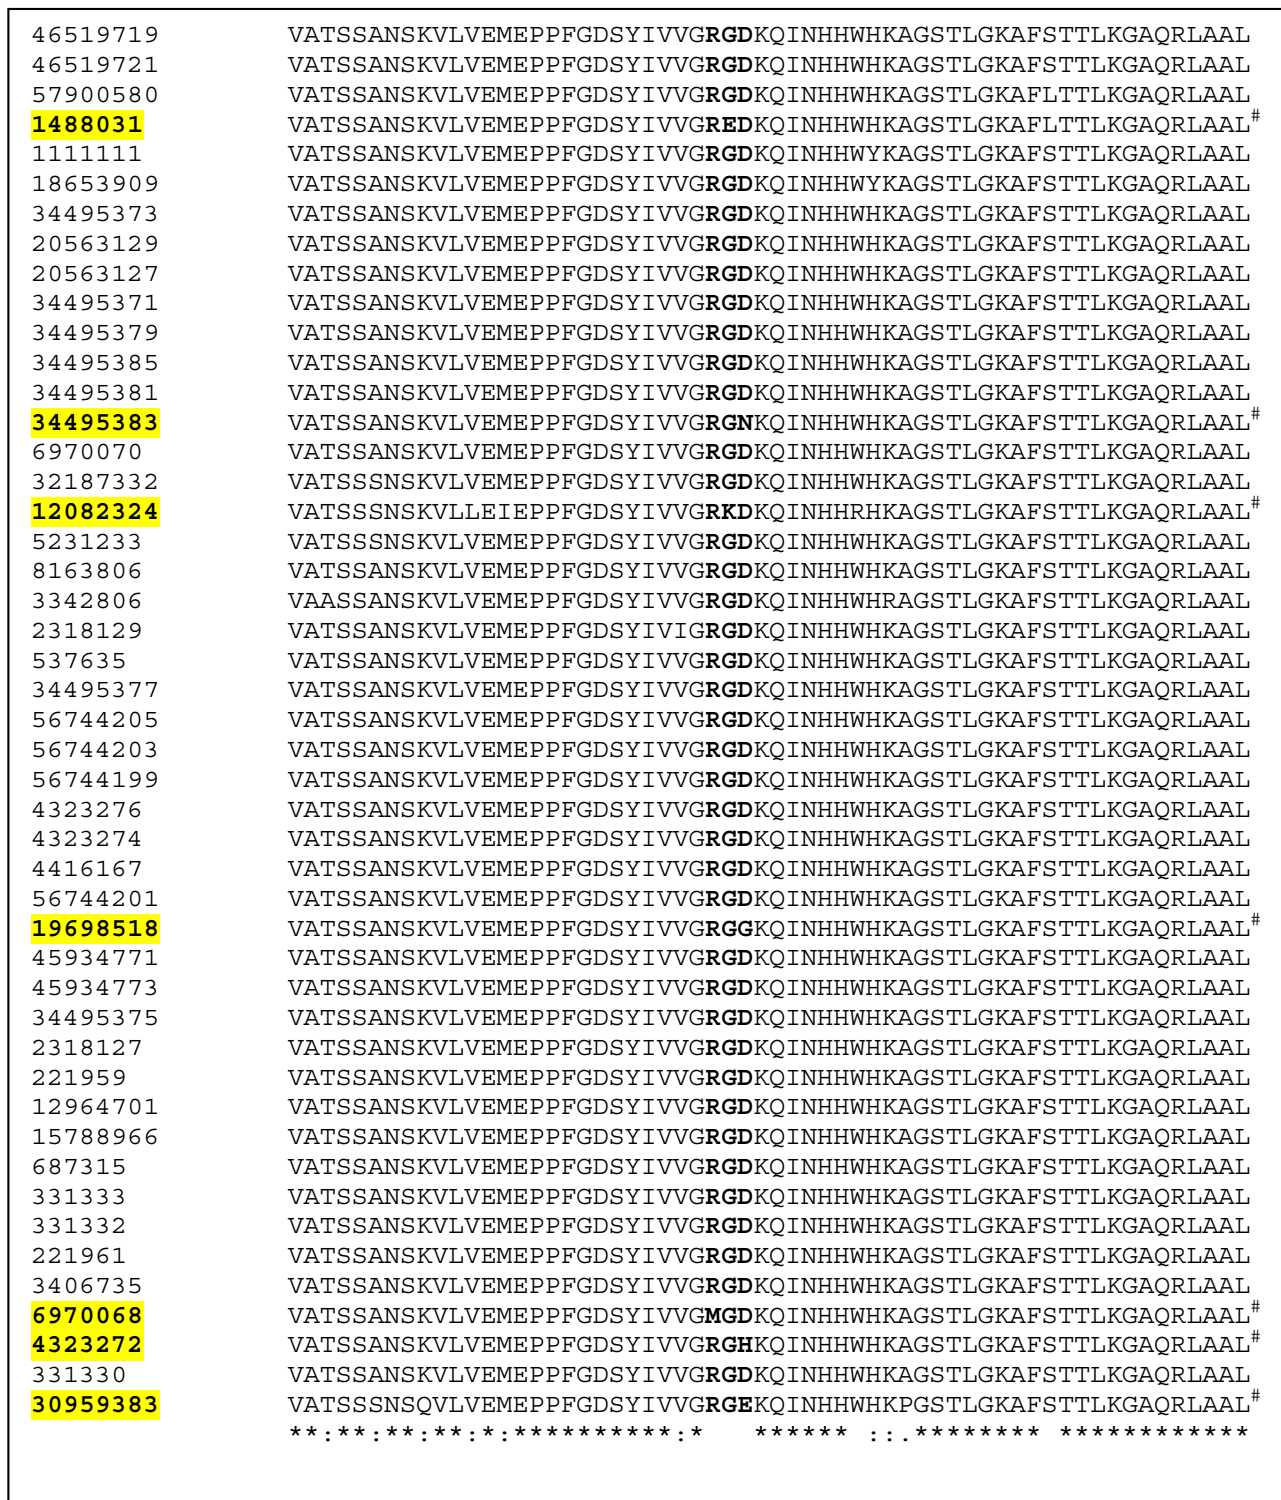 46519719 VATSSANSKVLVEMEPPFGDSYIVVGRGDKQINHHWHKAGSTLGKAFSTTLKGAQRLAAL
46519721 VATSSANSKVLVEMEPPFGDSYIVVGRGDKQINHHWHKAGSTLGKAFSTTLKGAQRLAAL
57900580 VATSSANSKVLVEMEPPFGDSYIVVGRGDKQINHHWHKAGSTLGKAFLTTLKGAQRLAAL
1488031 VATSSANSKVLVEMEPPFGDSYIVVGREDKQINHHWHKAGSTLGKAFLTTLKGAQRLAAL#
1111111 VATSSANSKVLVEMEPPFGDSYIVVGRGDKQINHHWYKAGSTLGKAFSTTLKGAQRLAAL
18653909 VATSSANSKVLVEMEPPFGDSYIVVGRGDKQINHHWYKAGSTLGKAFSTTLKGAQRLAAL
34495373 VATSSANSKVLVEMEPPFGDSYIVVGRGDKQINHHWHKAGSTLGKAFSTTLKGAQRLAAL
20563129 VATSSANSKVLVEMEPPFGDSYIVVGRGDKQINHHWHKAGSTLGKAFSTTLKGAQRLAAL
20563127 VATSSANSKVLVEMEPPFGDSYIVVGRGDKQINHHWHKAGSTLGKAFSTTLKGAQRLAAL
34495371 VATSSANSKVLVEMEPPFGDSYIVVGRGDKQINHHWHKAGSTLGKAFSTTLKGAQRLAAL
34495379 VATSSANSKVLVEMEPPFGDSYIVVGRGDKQINHHWHKAGSTLGKAFSTTLKGAQRLAAL
34495385 VATSSANSKVLVEMEPPFGDSYIVVGRGDKQINHHWHKAGSTLGKAFSTTLKGAQRLAAL
34495381 VATSSANSKVLVEMEPPFGDSYIVVGRGDKQINHHWHKAGSTLGKAFSTTLKGAQRLAAL
34495383 VATSSANSKVLVEMEPPFGDSYIVVGRGNKQINHHWHKAGSTLGKAFSTTLKGAQRLAAL#
6970070 VATSSANSKVLVEMEPPFGDSYIVVGRGDKQINHHWHKAGSTLGKAFSTTLKGAQRLAAL
32187332 VATSSSNSKVLVEMEPPFGDSYIVVGRGDKQINHHWHKAGSTLGKAFSTTLKGAQRLAAL
12082324 VATSSSNSKVLLEIEPPFGDSYIVVGRKDKQINHHRHKAGSTLGKAFSTTLKGAQRLAAL#
5231233 VATSSSNSKVLVEMEPPFGDSYIVVGRGDKQINHHWHKAGSTLGKAFSTTLKGAQRLAAL
8163806 VATSSANSKVLVEMEPPFGDSYIVVGRGDKQINHHWHKAGSTLGKAFSTTLKGAQRLAAL
3342806 VAASSANSKVLVEMEPPFGDSYIVVGRGDKQINHHWHRAGSTLGKAFSTTLKGAQRLAAL
2318129 VATSSANSKVLVEMEPPFGDSYIVIGRGDKQINHHWHKAGSTLGKAFSTTLKGAQRLAAL
537635 VATSSANSKVLVEMEPPFGDSYIVVGRGDKQINHHWHKAGSTLGKAFSTTLKGAQRLAAL
34495377 VATSSANSKVLVEMEPPFGDSYIVVGRGDKQINHHWHKAGSTLGKAFSTTLKGAQRLAAL
56744205 VATSSANSKVLVEMEPPFGDSYIVVGRGDKQINHHWHKAGSTLGKAFSTTLKGAQRLAAL
56744203 VATSSANSKVLVEMEPPFGDSYIVVGRGDKQINHHWHKAGSTLGKAFSTTLKGAQRLAAL
56744199 VATSSANSKVLVEMEPPFGDSYIVVGRGDKQINHHWHKAGSTLGKAFSTTLKGAQRLAAL
4323276 VATSSANSKVLVEMEPPFGDSYIVVGRGDKQINHHWHKAGSTLGKAFSTTLKGAQRLAAL
4323274 VATSSANSKVLVEMEPPFGDSYIVVGRGDKQINHHWHKAGSTLGKAFSTTLKGAQRLAAL
4416167 VATSSANSKVLVEMEPPFGDSYIVVGRGDKQINHHWHKAGSTLGKAFSTTLKGAQRLAAL
56744201 VATSSANSKVLVEMEPPFGDSYIVVGRGDKQINHHWHKAGSTLGKAFSTTLKGAQRLAAL
19698518 VATSSANSKVLVEMEPPFGDSYIVVGRGGKQINHHWHKAGSTLGKAFSTTLKGAQRLAAL#
45934771 VATSSANSKVLVEMEPPFGDSYIVVGRGDKQINHHWHKAGSTLGKAFSTTLKGAQRLAAL
45934773 VATSSANSKVLVEMEPPFGDSYIVVGRGDKQINHHWHKAGSTLGKAFSTTLKGAQRLAAL
34495375 VATSSANSKVLVEMEPPFGDSYIVVGRGDKQINHHWHKAGSTLGKAFSTTLKGAQRLAAL
2318127 VATSSANSKVLVEMEPPFGDSYIVVGRGDKQINHHWHKAGSTLGKAFSTTLKGAQRLAAL
221959 VATSSANSKVLVEMEPPFGDSYIVVGRGDKQINHHWHKAGSTLGKAFSTTLKGAQRLAAL
12964701 VATSSANSKVLVEMEPPFGDSYIVVGRGDKQINHHWHKAGSTLGKAFSTTLKGAQRLAAL
15788966 VATSSANSKVLVEMEPPFGDSYIVVGRGDKQINHHWHKAGSTLGKAFSTTLKGAQRLAAL
687315 VATSSANSKVLVEMEPPFGDSYIVVGRGDKQINHHWHKAGSTLGKAFSTTLKGAQRLAAL
331333 VATSSANSKVLVEMEPPFGDSYIVVGRGDKQINHHWHKAGSTLGKAFSTTLKGAQRLAAL
331332 VATSSANSKVLVEMEPPFGDSYIVVGRGDKQINHHWHKAGSTLGKAFSTTLKGAQRLAAL
221961 VATSSANSKVLVEMEPPFGDSYIVVGRGDKQINHHWHKAGSTLGKAFSTTLKGAQRLAAL
3406735 VATSSANSKVLVEMEPPFGDSYIVVGRGDKQINHHWHKAGSTLGKAFSTTLKGAQRLAAL
6970068 VATSSANSKVLVEMEPPFGDSYIVVGMGDKQINHHWHKAGSTLGKAFSTTLKGAQRLAAL#
4323272 VATSSANSKVLVEMEPPFGDSYIVVGRGHKQINHHWHKAGSTLGKAFSTTLKGAQRLAAL#
331330 VATSSANSKVLVEMEPPFGDSYIVVGRGDKQINHHWHKAGSTLGKAFSTTLKGAQRLAAL
30959383 VATSSSNSQVLVEMEPPFGDSYIVVGRGEKQINHHWHKPGSTLGKAFSTTLKGAQRLAAL#
**:**:**:**:*:**********:* ****** ::.******** ************